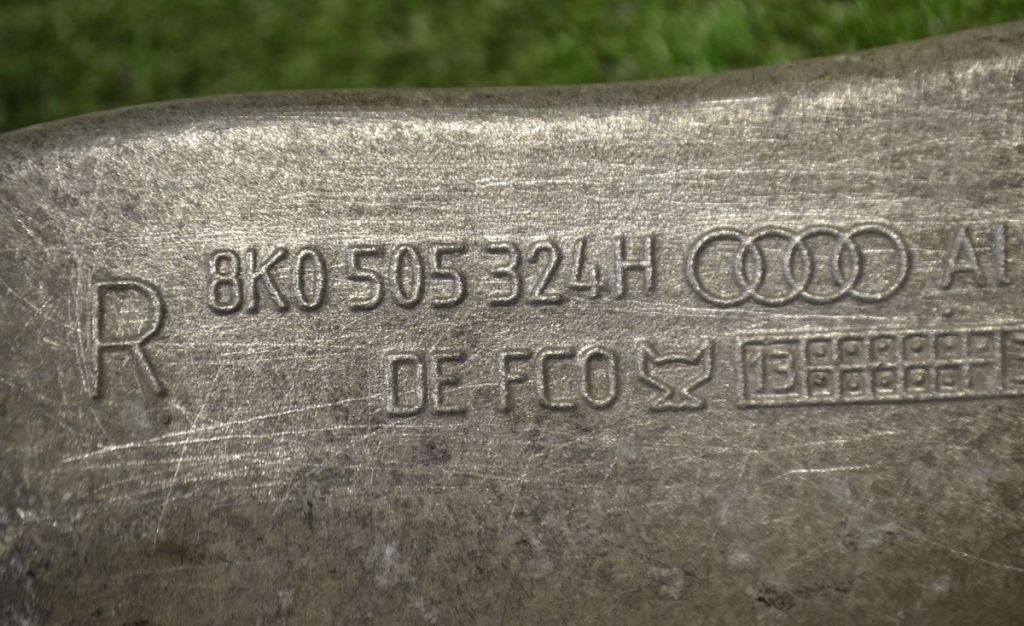 R
8K0 505 324H
DE FCO
13